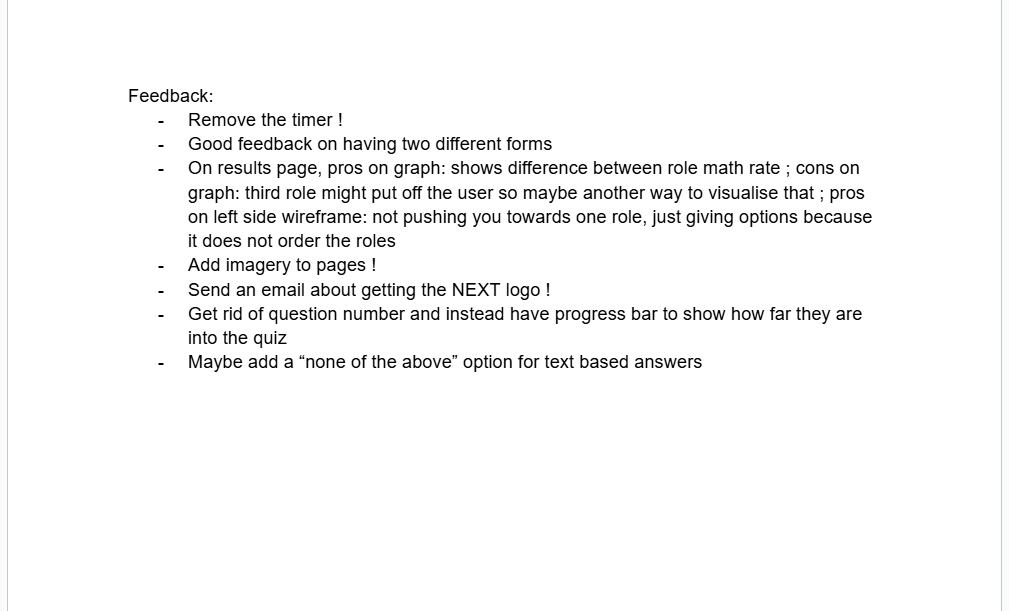 Feedback:
- Remove the timer !
- Good feedback on having two different forms
- On results page, pros on graph: shows difference between role math rate ; cons on
graph: third role might put off the user so maybe another way to visualise that ; pros
on left side wireframe: not pushing you towards one role, just giving options because
it does not order the roles
- Add imagery to pages !
- Send an email about getting the NEXT logo !
- Get rid of question number and instead have progress bar to show how far they are
into the quiz
- Maybe add a “none of the above” option for text based answers